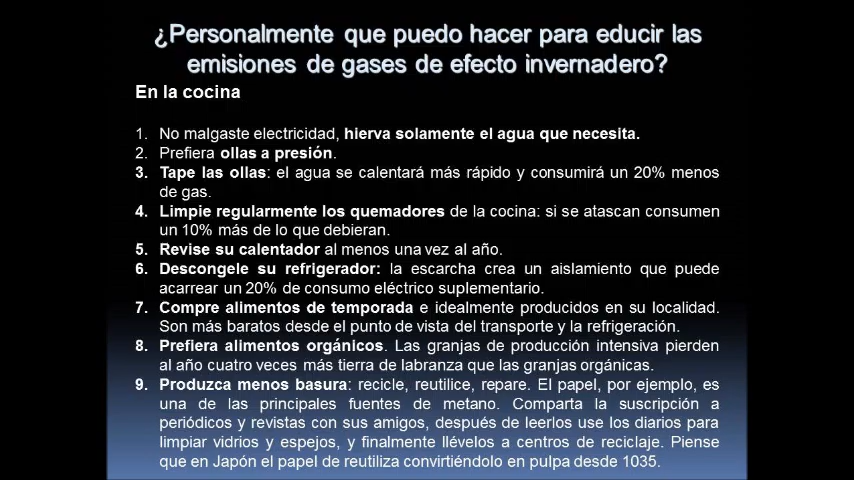 ¿Personalmente que puedo hacer para educir las
emisiones de gases de efecto invernadero?
En la cocina
1. No malgaste electricidad, hierva solamente el agua que necesita.
2. Prefiera ollas a presión.
3. Tape las ollas: el agua se calentará más rápido y consumirá un 20% menos
de gas.
4. Limpie regularmente los quemadores de la cocina: si se atascan consumen
un 10% más de lo que debieran.
5. Revise su calentador al menos una vez al año.
6. Descongele su refrigerador: la escarcha crea un aislamiento que puede
acarrear un 20% de consumo eléctrico suplementario.
7. Compre alimentos de temporada e idealmente producidos en su localidad.
Son más baratos desde el punto de vista del transporte y la refrigeración.
8. Prefiera alimentos orgánicos. Las granjas de producción intensiva pierden
al año cuatro veces más tierra de labranza que las granjas orgánicas.
9. Produzca menos basura: recicle, reutilice, repare. El papel, por ejemplo, es
una de las principales fuentes de metano. Comparta la suscripción a
periódicos y revistas con sus amigos, después de leerlos use los diarios para
limpiar vidrios y espejos, y finalmente llévelos a centros de reciclaje. Piense
que en Japón el papel de reutiliza convirtiéndolo en pulpa desde 1035.